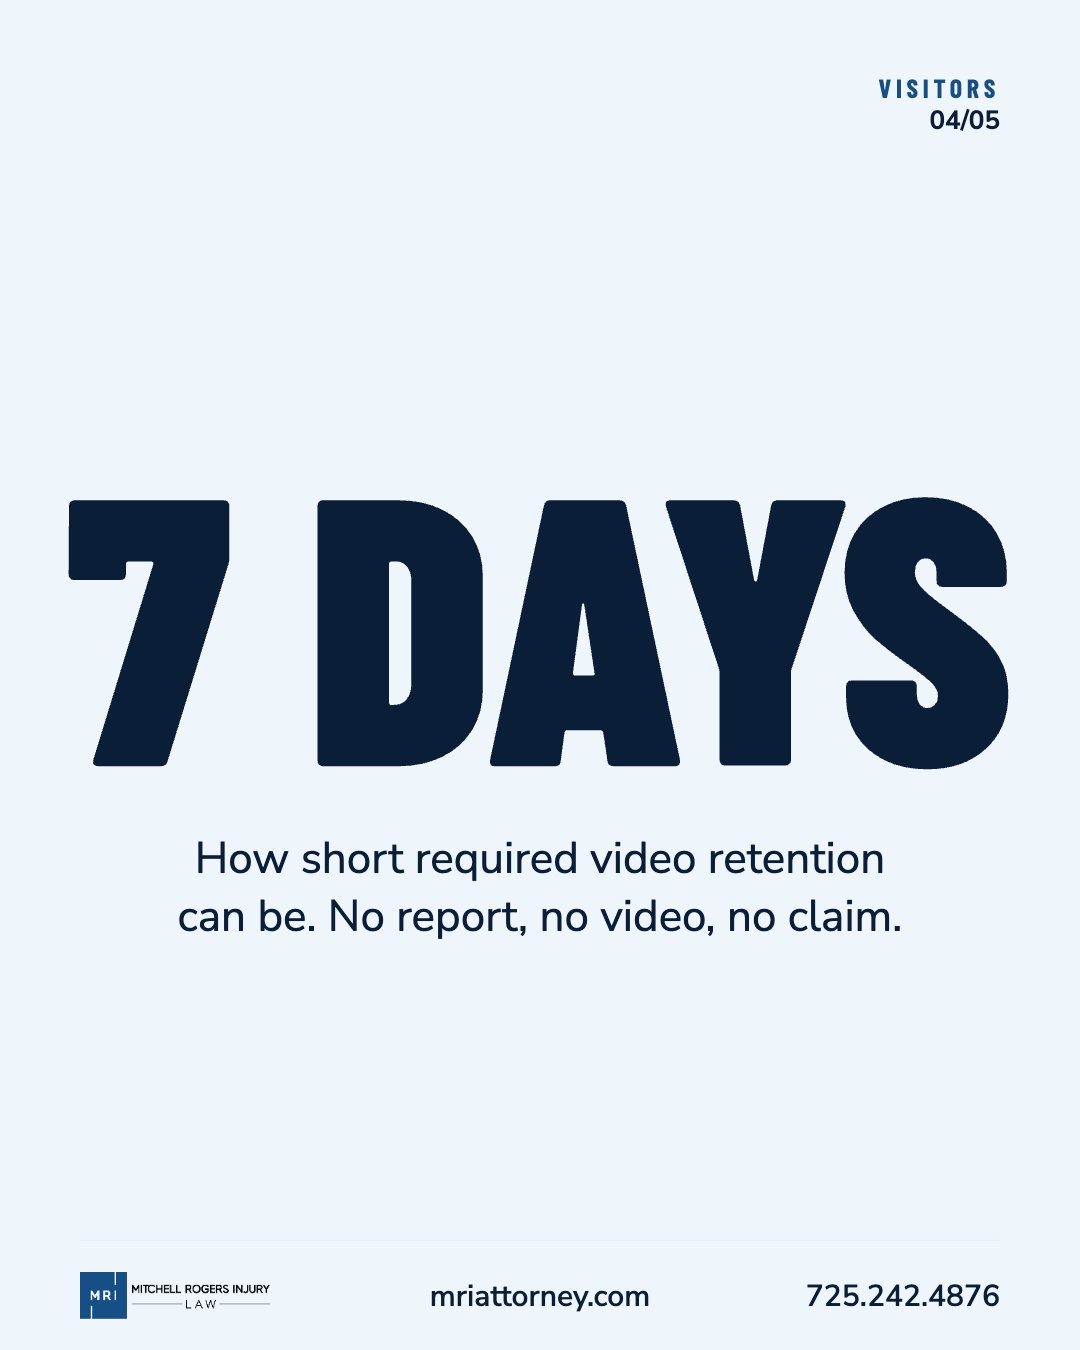 VISITORS
04/05
7 DAYS
How short required video retention
can be. No report, no video, no claim.
MRI
MITCHELL ROGERS INJURY
LAW
mriattorney.com
725.242.4876